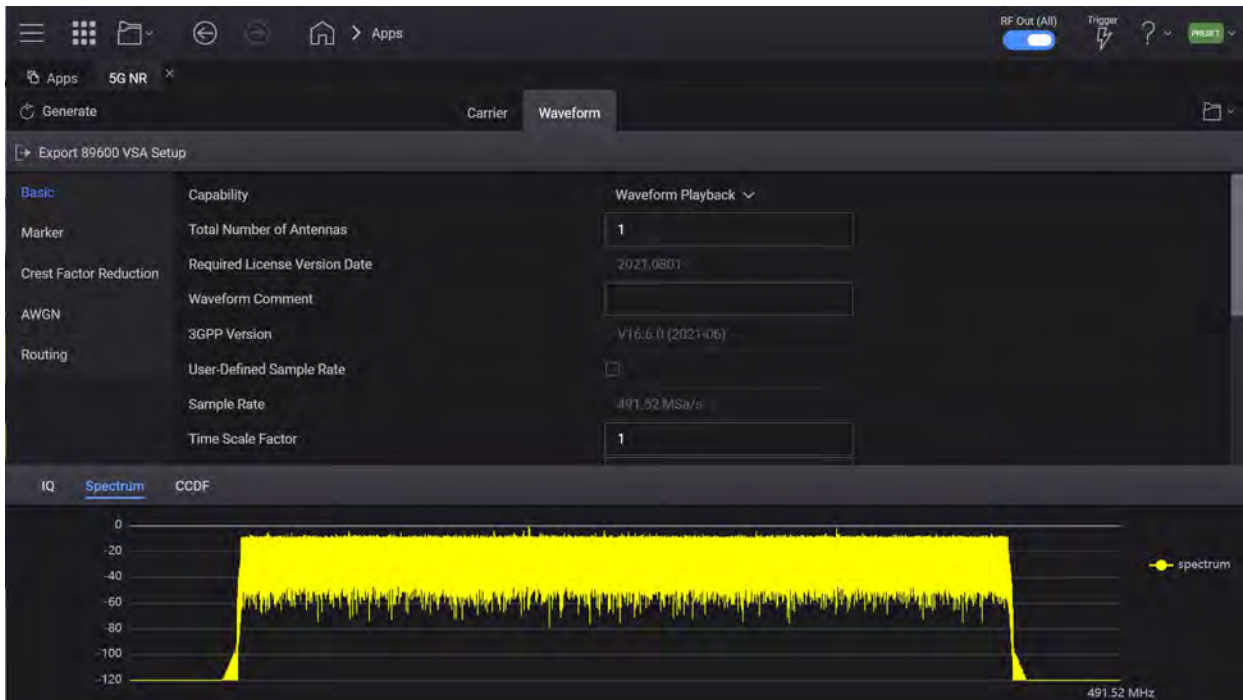 Apps
RF Out (All)
Trigger
?
PRESET
Apps
5G NR
Generate
Carrier
Waveform
Export 89600 VSA Setup
Basic
Marker
Crest Factor Reduction
AWGN
Routing
Capability Waveform Playback
Total Number of Antennas 1
Required License Version Date 2021.0801
Waveform Comment
3GPP Version V16.6.0 (2021-06)
User-Defined Sample Rate
Sample Rate 491.52 MSa/s
Time Scale Factor 1
IQ Spectrum CCDF
0
-20
-40
-60
-80
-100
-120
spectrum
491.52 MHz